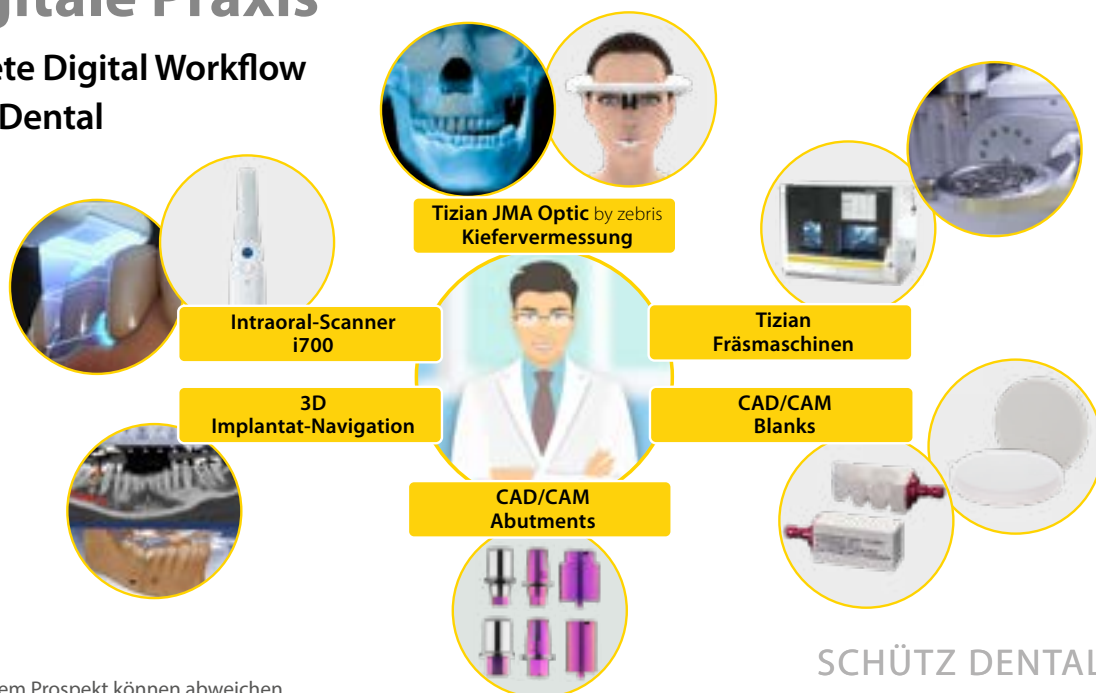 gitale Praxis
ete Digital Workflow
Dental
Tizian JMA Optic by zebris
Kiefervermessung
Intraoral-Scanner
i700
Tizian
Fräsmaschinen
3D
Implantat-Navigation
CAD/CAM
Blanks
CAD/CAM
Abutments
SCHÜTZ DENTAL
em Prospekt können abweichen